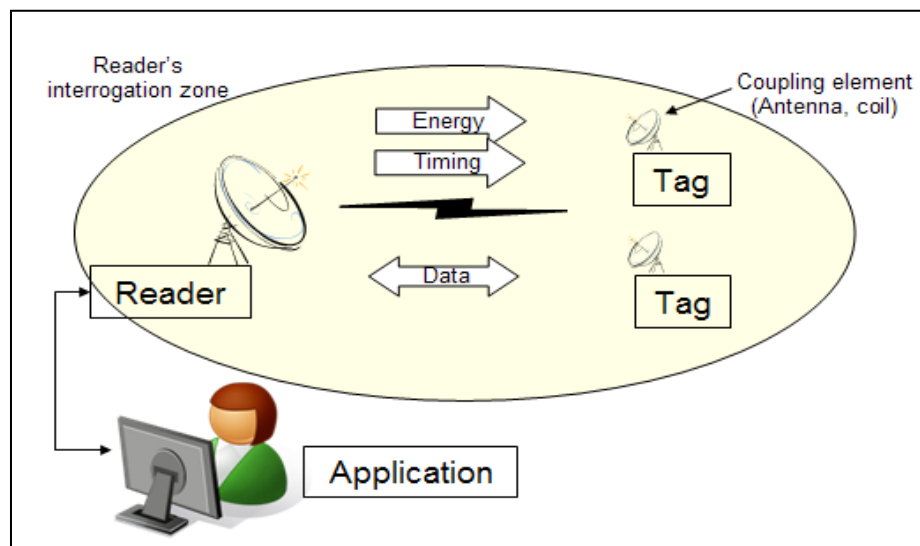 Reader's
interrogation zone
Energy
Coupling element
(Antenna, coil)
Timing
Tag
Data
Reader
Tag
Application